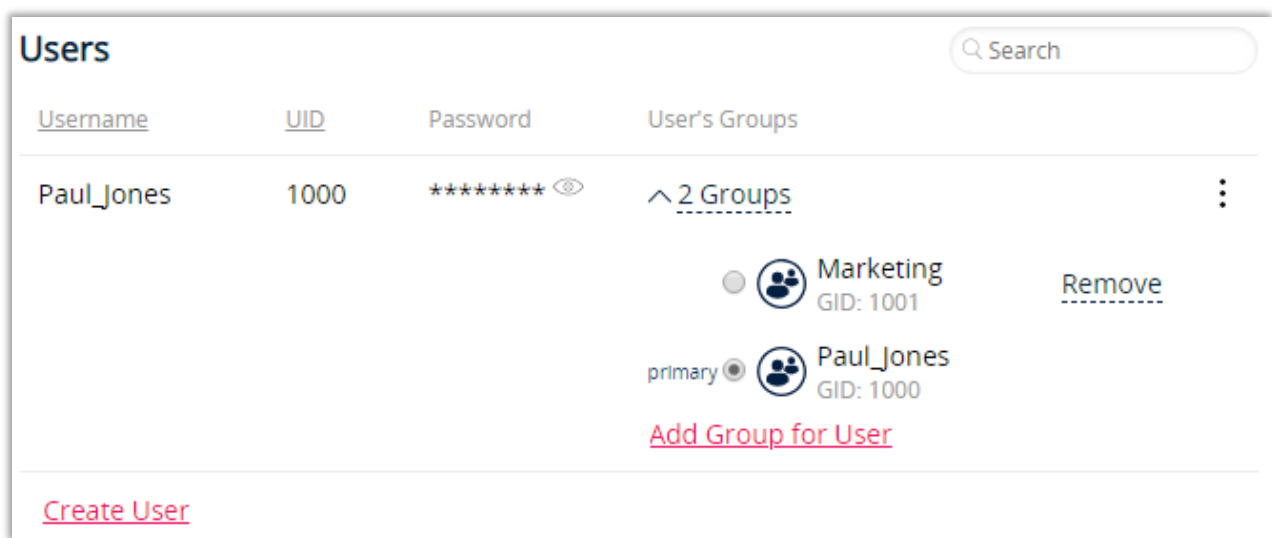 Users
Search
Username UID Password User's Groups
Paul_Jones 1000 ******** 2 Groups
Marketing
GID: 1001
Remove
primary
Paul_Jones
GID: 1000
Add Group for User
Create User